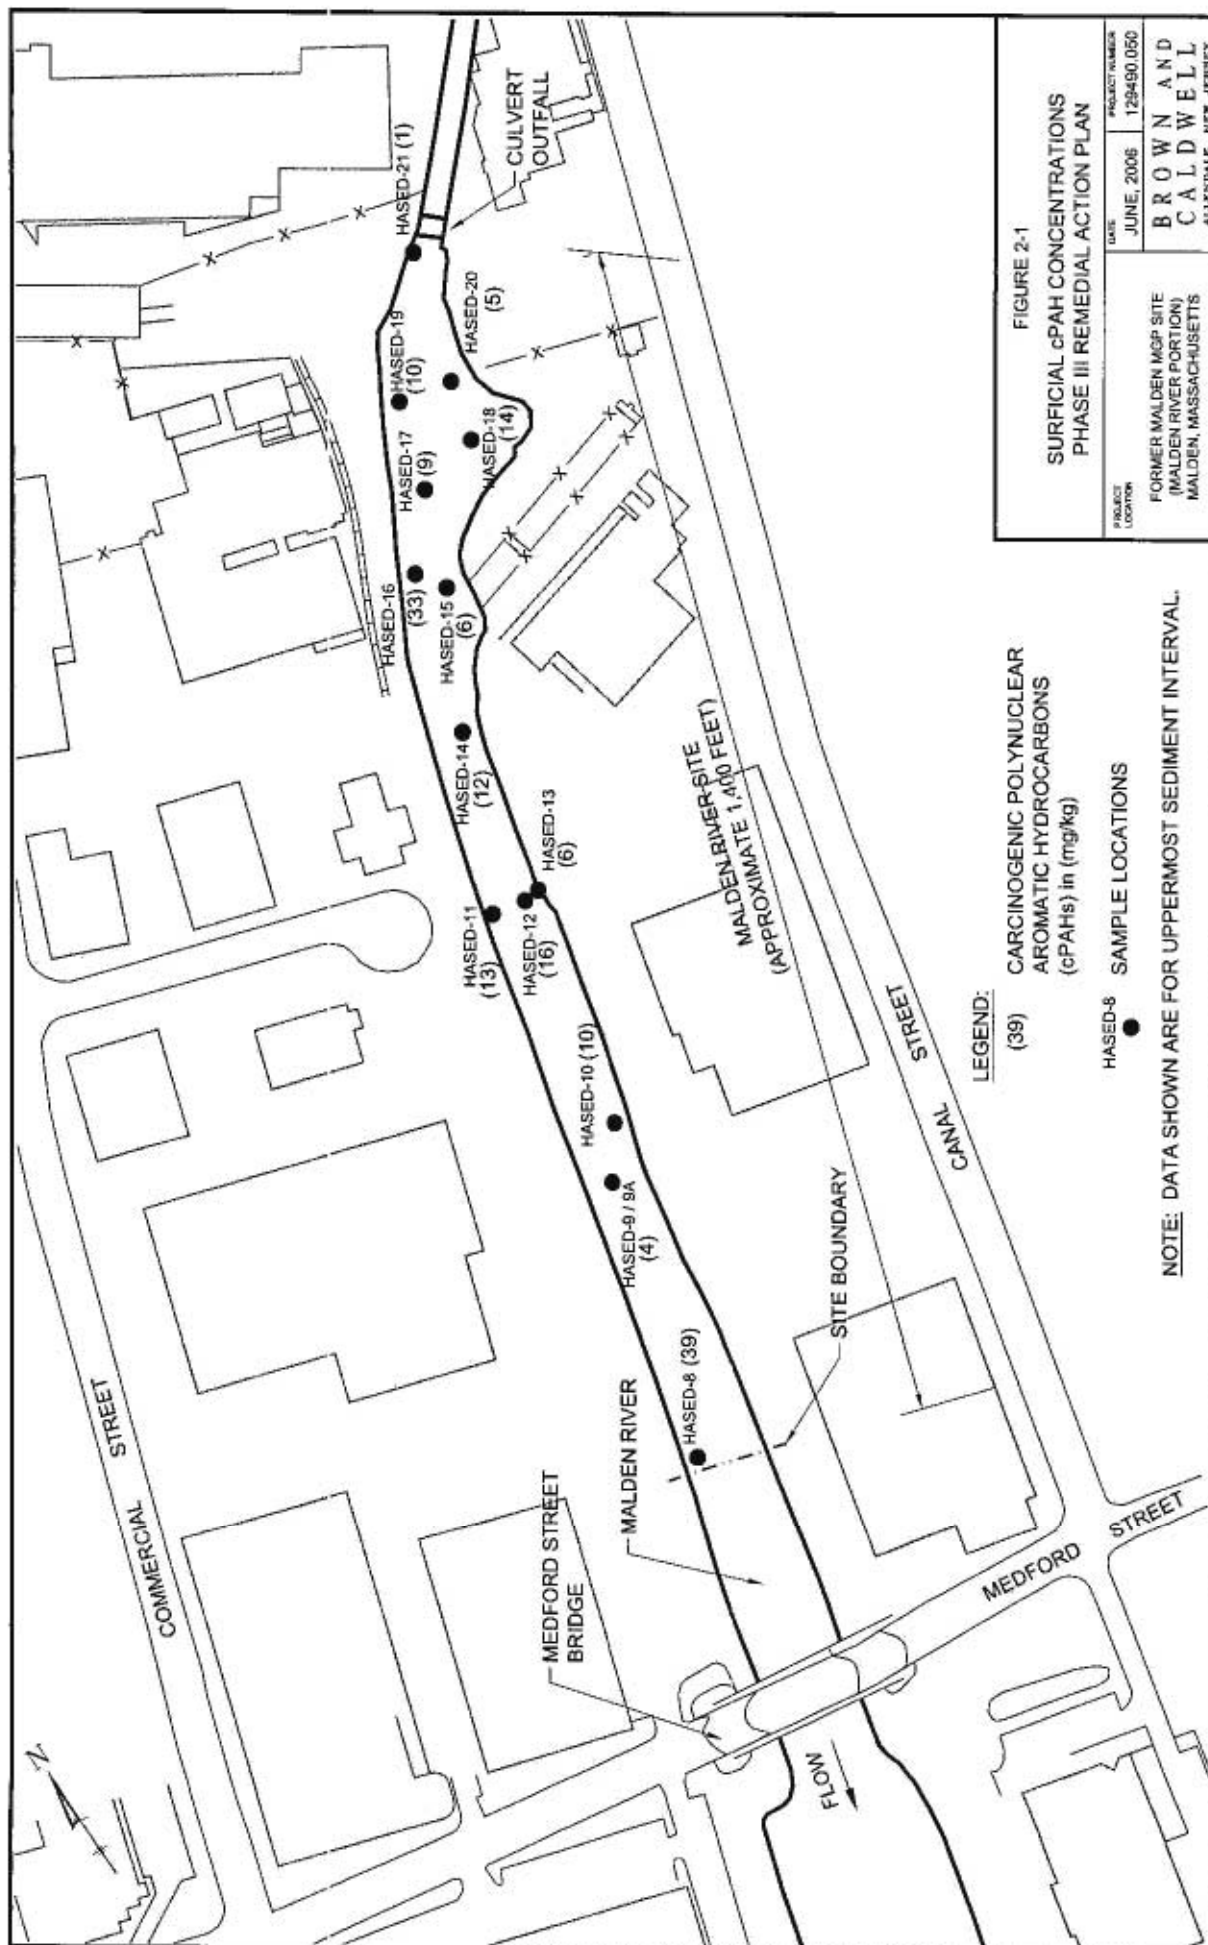 N
COMMERCIAL STREET
MEDFORD STREET
BRIDGE
MALDEN RIVER
FLOW
SITE BOUNDARY
MEDFORD STREET
CANAL STREET
MALDEN RIVER SITE
(APPROXIMATE 1,400 FEET)
CULVERT
OUTFALL
HASED-8 (39)
HASED-9 / 9A
(4)
HASED-10 (10)
HASED-11
(13)
HASED-12
(16)
HASED-13
(6)
HASED-14
(12)
HASED-15
(6)
HASED-16
(33)
HASED-17
(9)
HASED-18
(14)
HASED-19
(10)
HASED-20
(5)
HASED-21 (1)
X
X
X
X
X
X
X
X
X
X
X
X
X
LEGEND:
(39)
CARCINOGENIC POLYNUCLEAR
AROMATIC HYDROCARBONS
(cPAHs) in (mg/kg)
HASED-8
SAMPLE LOCATIONS
NOTE: DATA SHOWN ARE FOR UPPERMOST SEDIMENT INTERVAL.
FIGURE 2-1
SURFICIAL cPAH CONCENTRATIONS
PHASE III REMEDIAL ACTION PLAN
PROJECT
LOCATION
FORMER MALDEN MGP SITE
(MALDEN RIVER PORTION)
MALDEN, MASSACHUSETTS
DATE
JUNE, 2006
PROJECT NUMBER
129490.050
BROWN AND
CALDWELL